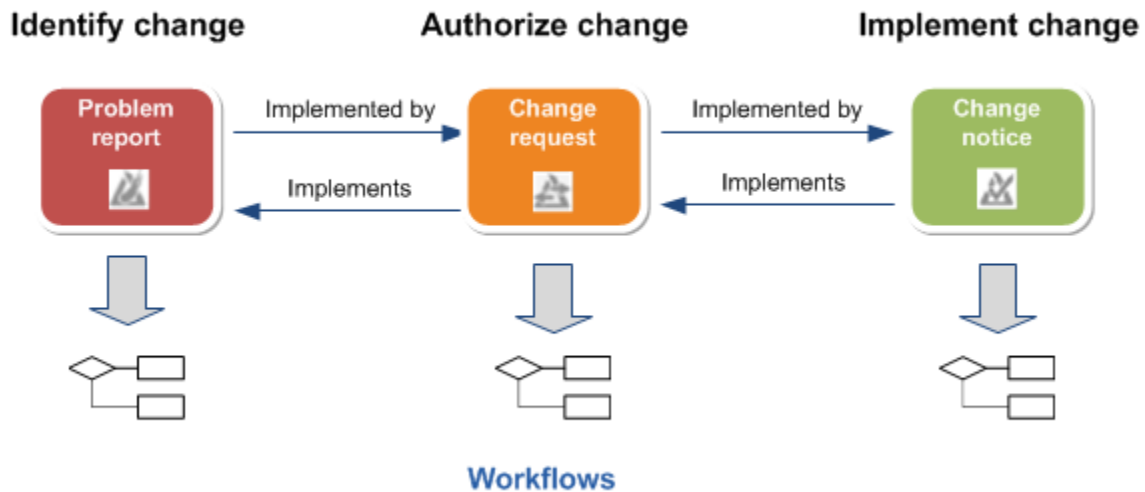 Identify change
Authorize change
Implement change
Problem
report
Implemented by
Change
request
Implemented by
Change
notice
Implements
Implements
Workflows